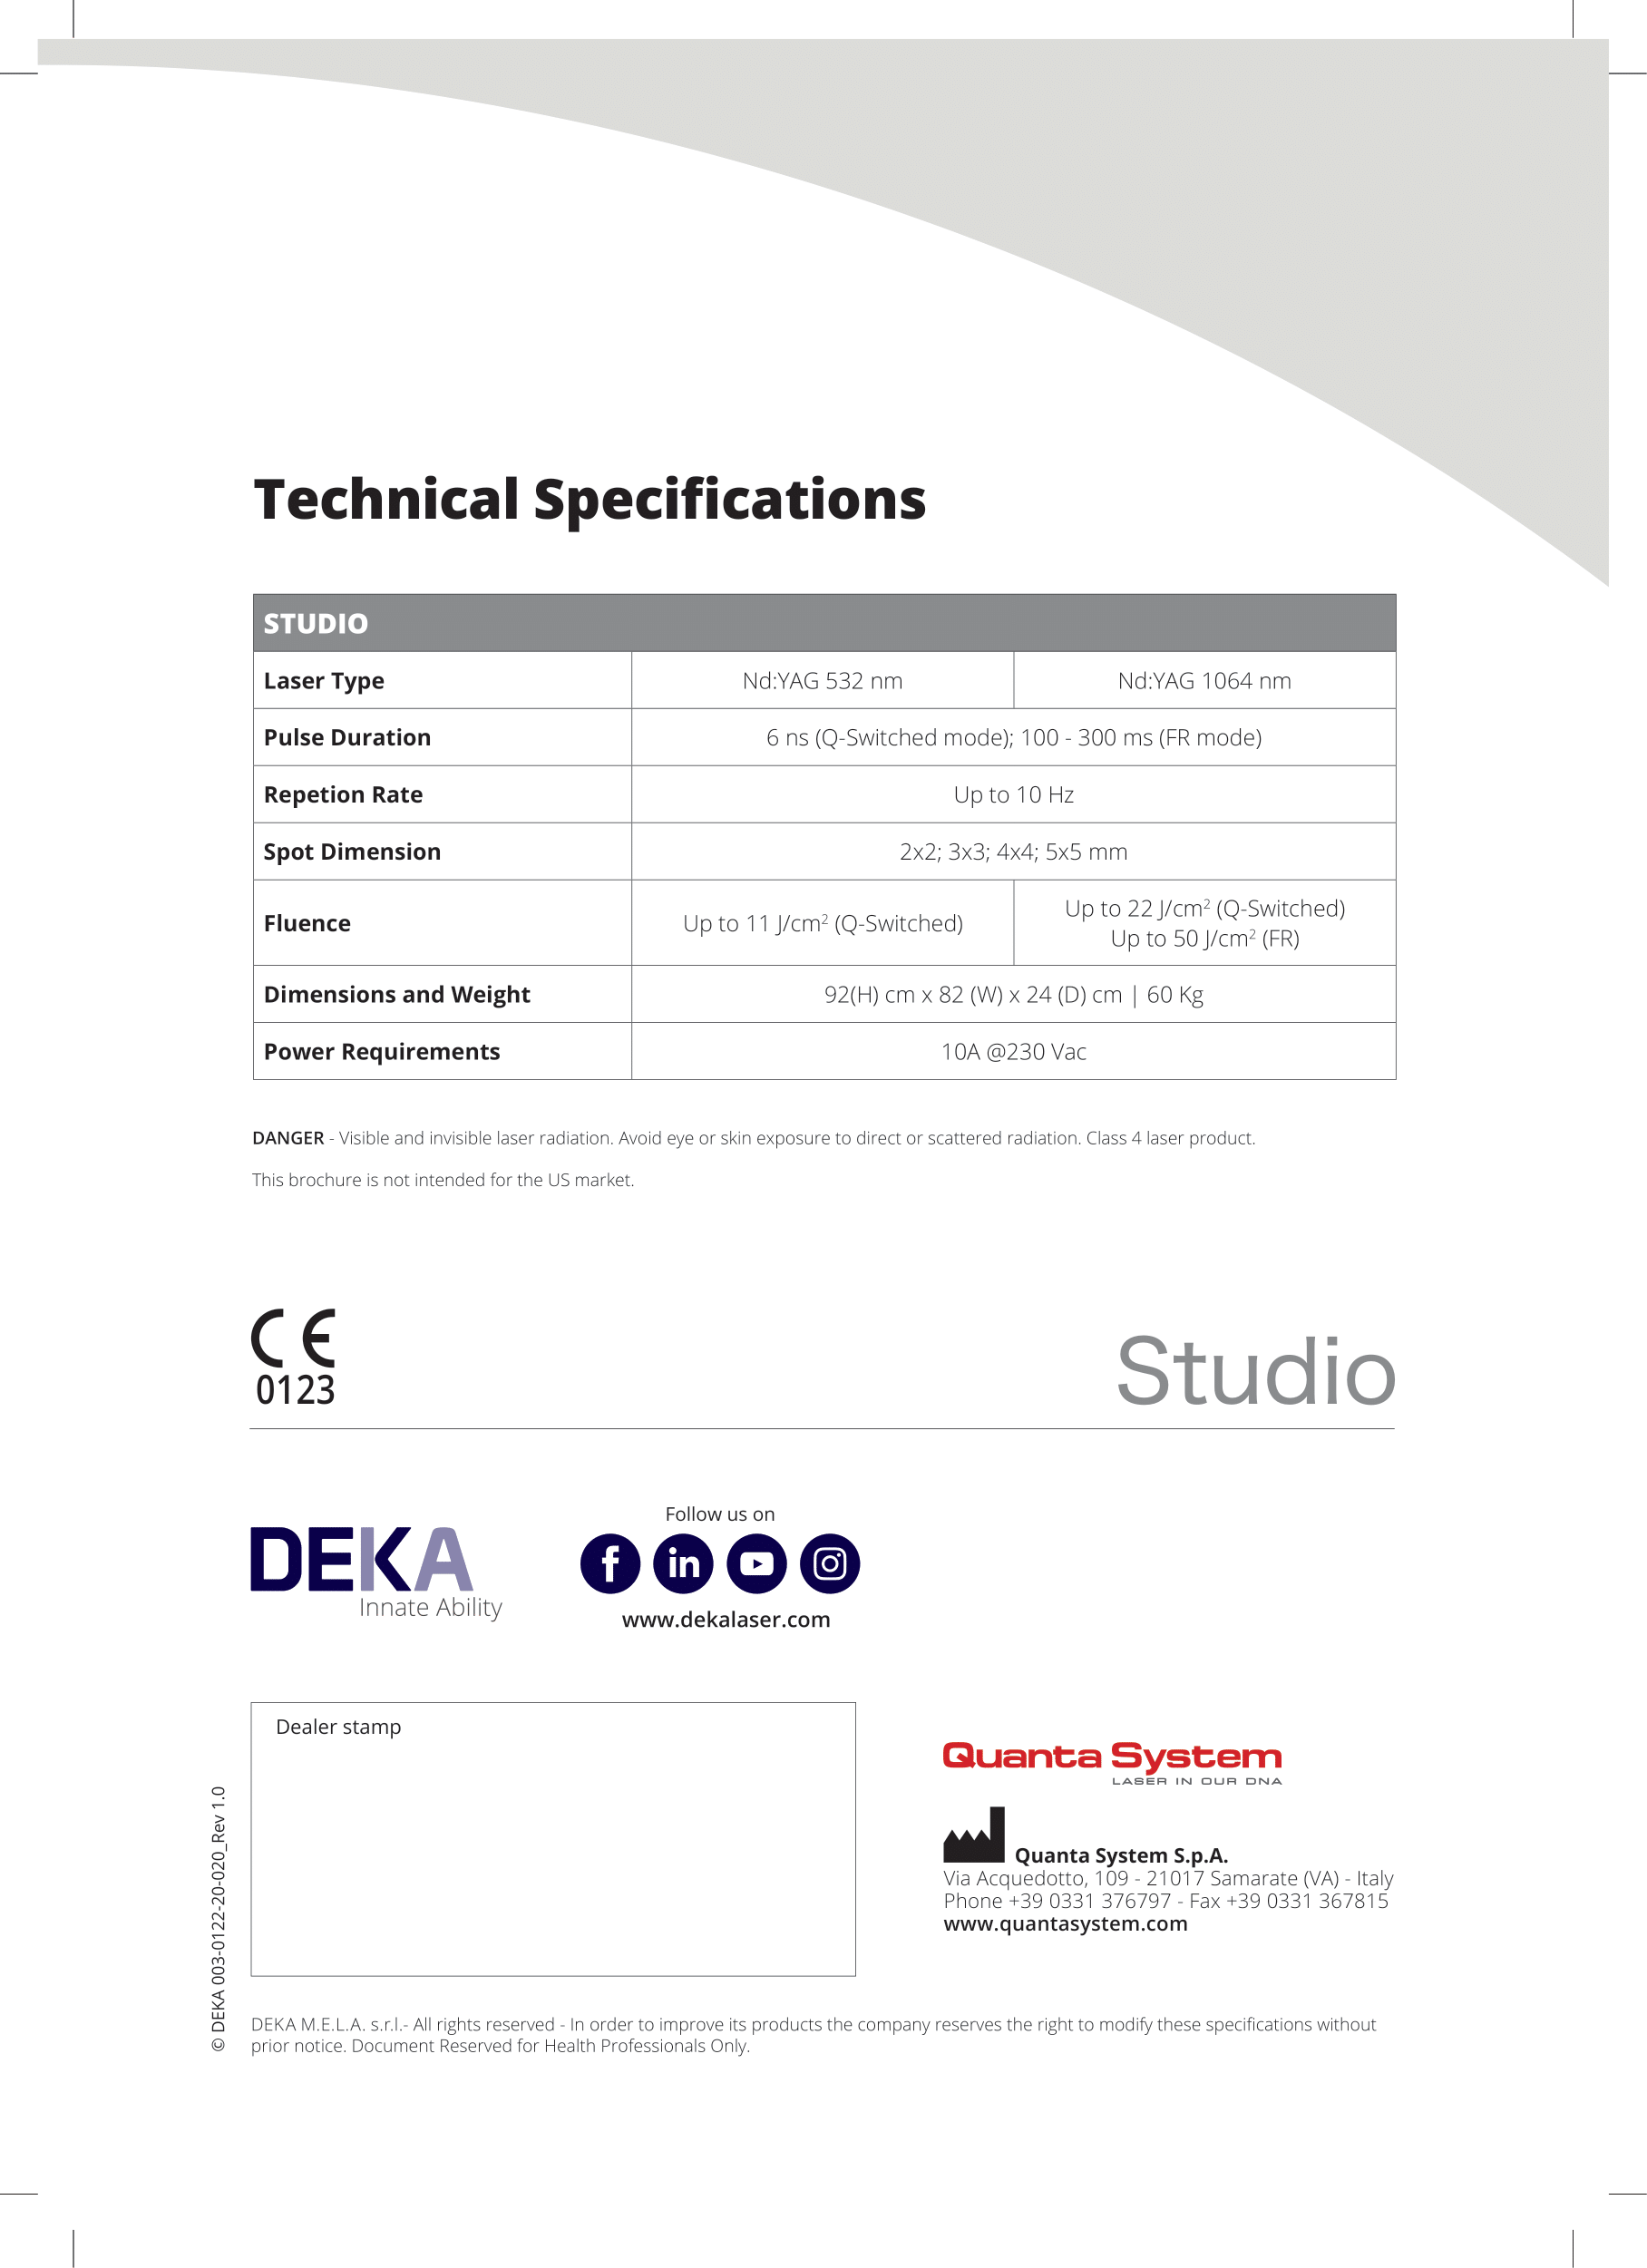 Technical Specifications
STUDIO
Laser Type Nd:YAG 532 nm Nd:YAG 1064 nm
Pulse Duration 6 ns (Q-Switched mode); 100 - 300 ms (FR mode)
Repetion Rate Up to 10 Hz
Spot Dimension 2x2; 3x3; 4x4; 5x5 mm
Fluence Up to 11 J/cm² (Q-Switched) Up to 22 J/cm² (Q-Switched)
Up to 50 J/cm² (FR)
Dimensions and Weight 92(H) cm x 82 (W) x 24 (D) cm | 60 Kg
Power Requirements 10A @230 Vac
DANGER - Visible and invisible laser radiation. Avoid eye or skin exposure to direct or scattered radiation. Class 4 laser product.
This brochure is not intended for the US market.
CE
0123
Studio
DEKA
Innate Ability
Follow us on
www.dekalaser.com
Dealer stamp
Quanta System
LASER IN OUR DNA
Quanta System S.p.A.
Via Acquedotto, 109 - 21017 Samarate (VA) - Italy
Phone +39 0331 376797 - Fax +39 0331 367815
www.quantasystem.com
© DEKA 003-0122-20-020_Rev 1.0
DEKA M.E.L.A. s.r.l.- All rights reserved - In order to improve its products the company reserves the right to modify these specifications without
prior notice. Document Reserved for Health Professionals Only.